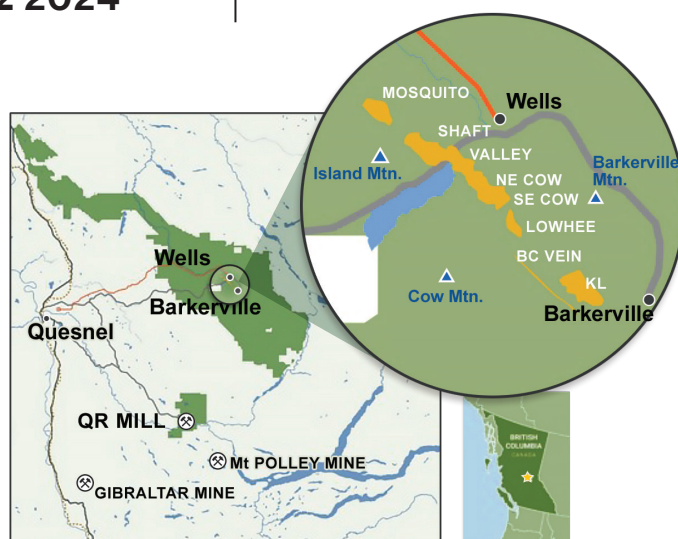 2024
MOSQUITO
Wells
SHAFT
VALLEY
Island Mtn.
Barkerville
Mtn.
NE COW
SE COW
LOWHEE
BC VEIN
Cow Mtn.
KL
Barkerville
Wells
Barkerville
Quesnel
QR MILL
Mt POLLEY MINE
GIBRALTAR MINE
BRITISH
COLUMBIA
CANADA